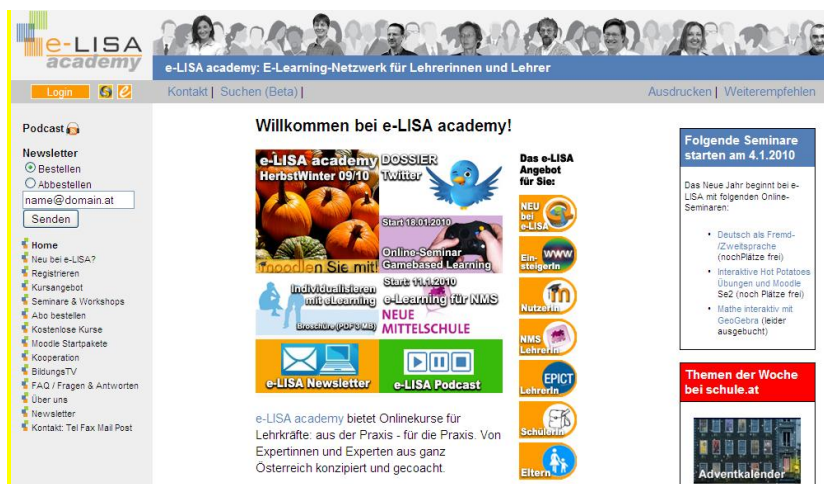 e-LISA
academy
e-LISA academy: E-Learning-Netzwerk für Lehrerinnen und Lehrer
Login
Kontakt | Suchen (Beta) |
Ausdrucken | Weiterempfehlen
Podcast
Newsletter
Bestellen
Abbestellen
name@domain.at
Senden
Home
Neu bei e-LISA?
Registrieren
Kursangebot
Seminare & Workshops
Abo bestellen
Kostenlose Kurse
Moodle Startpakete
Kooperation
BildungsTV
FAQ / Fragen & Antworten
Über uns
Newsletter
Kontakt: Tel Fax Mail Post
Willkommen bei e-LISA academy!
e-LISA academy
HerbstWinter 09/10
moodlen Sie mit!
DOSSIER
Twitter
Start 18.01.2010
Online-Seminar
Gamebased Learning
Individualisieren
mit eLearning
Broschüre (PDF 3 MB)
Start: 11.1.2010
e-Learning für NMS
NEUE
MITTELSCHULE
e-LISA Newsletter
e-LISA Podcast
e-LISA academy bietet Onlinekurse für
Lehrkräfte: aus der Praxis - für die Praxis. Von
Expertinnen und Experten aus ganz
Österreich konzipiert und gecoacht.
Das e-LISA
Angebot
für Sie:
NEU
bei
e-LISA
Ein-
steigerIn
www
m
NutzerIn
NMS
LehrerIn
EPICT
LehrerIn
SchülerIn
Eltern
Folgende Seminare
starten am 4.1.2010
Das Neue Jahr beginnt bei e-
LISA mit folgenden Online-
Seminaren:
Deutsch als Fremd-
/Zweitsprache
(nochPlätze frei)
Interaktive Hot Potatoes
Übungen und Moodle
Se2 (noch Plätze frei)
Mathe interaktiv mit
GeoGebra (leider
ausgebucht)
Themen der Woche
bei schule.at
Adventkalender